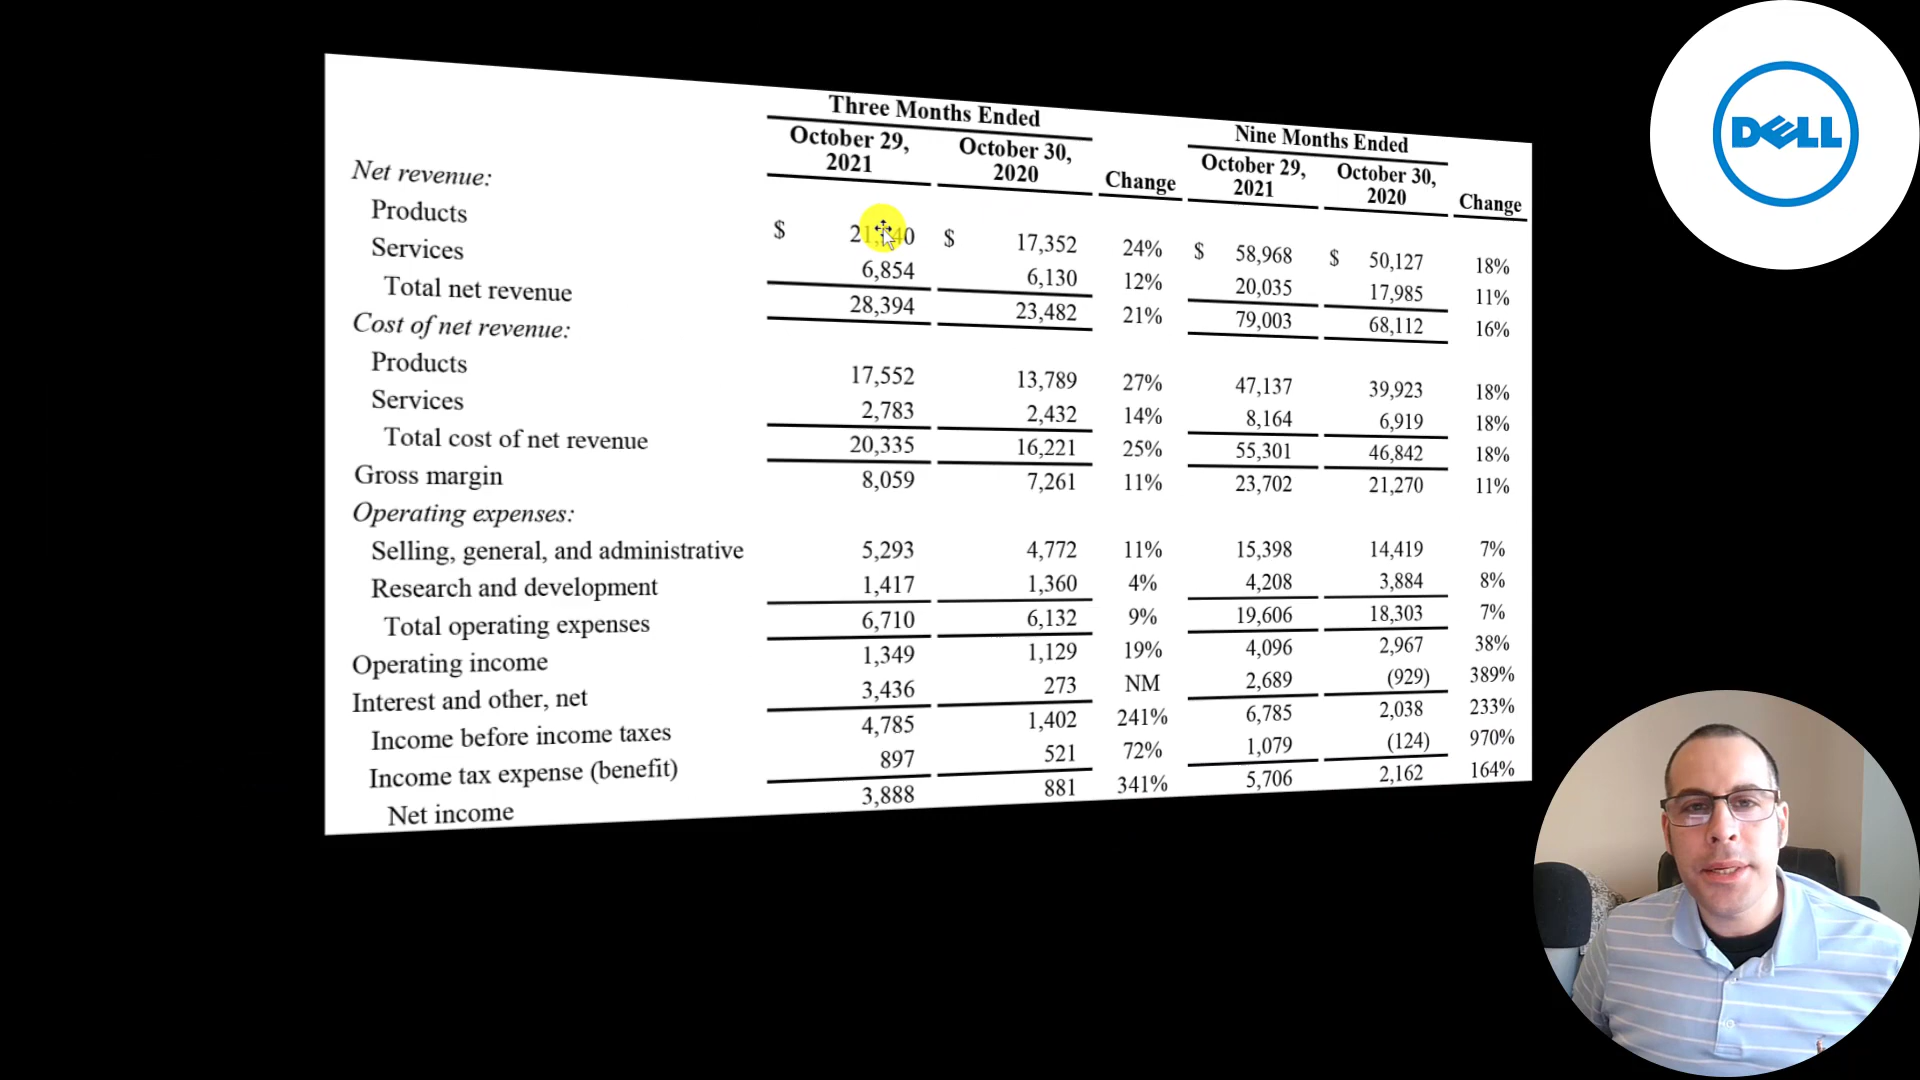 Three Months Ended
Nine Months Ended
October 29, 2021
October 30, 2020
Change
October 29, 2021
October 30, 2020
Change
Net revenue:
Products $ $ 17,352 24% $ 58,968 $ 50,127 18%
Services 6,854 6,130 12% 20,035 17,985 11%
Total net revenue 28,394 23,482 21% 79,003 68,112 16%
Cost of net revenue:
Products 17,552 13,789 27% 47,137 39,923 18%
Services 2,783 2,432 14% 8,164 6,919 18%
Total cost of net revenue 20,335 16,221 25% 55,301 46,842 18%
Gross margin 8,059 7,261 11% 23,702 21,270 11%
Operating expenses:
Selling, general, and administrative 5,293 4,772 11% 15,398 14,419 7%
Research and development 1,417 1,360 4% 4,208 3,884 8%
Total operating expenses 6,710 6,132 9% 19,606 18,303 7%
Operating income 1,349 1,129 19% 4,096 2,967 38%
Interest and other, net 3,436 273 NM 2,689 (929) 389%
Income before income taxes 4,785 1,402 241% 6,785 2,038 233%
Income tax expense (benefit) 897 521 72% 1,079 (124) 970%
Net income 3,888 881 341% 5,706 2,162 164%
DELL